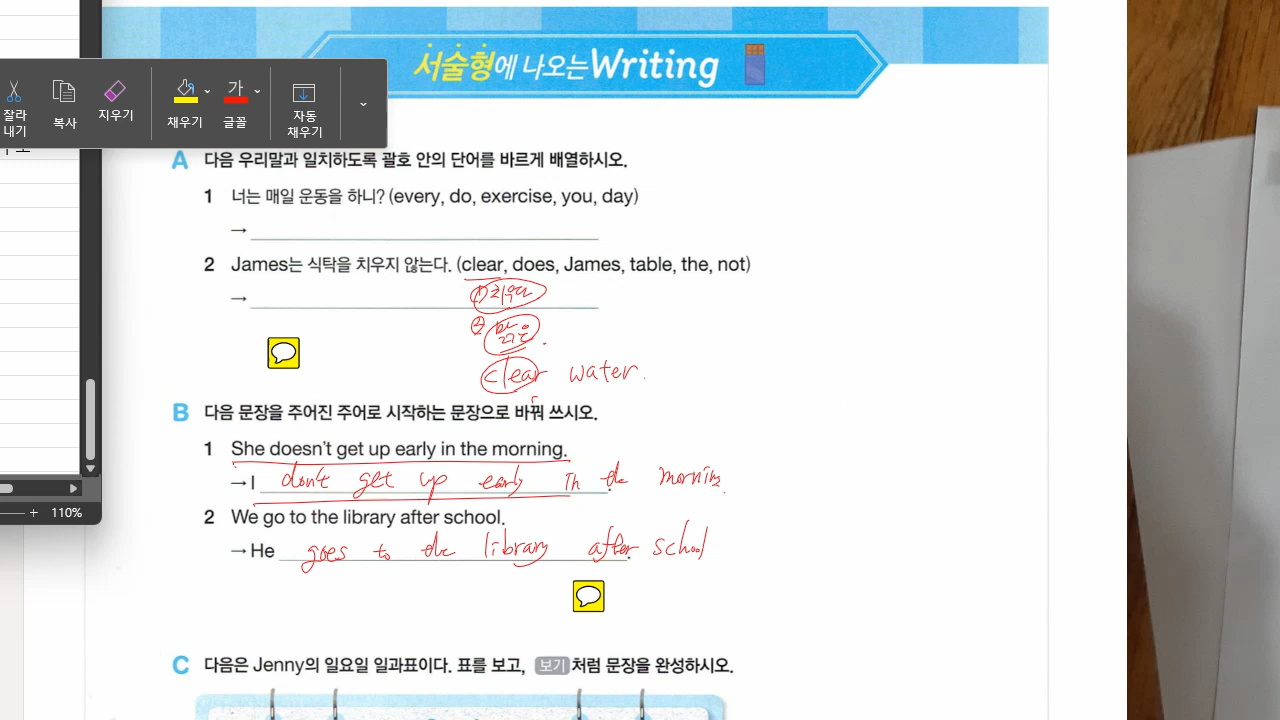 서술형에 나오는 Writing
잘라
내기
복사
지우기
채우기
가
글꼴
자동
채우기
A 다음 우리말과 일치하도록 괄호 안의 단어를 바르게 배열하시오.
1 너는 매일 운동을 하니? (every, do, exercise, you, day)
→
2 James는 식탁을 치우지 않는다. (clear, does, James, table, the, not)
→
① 치우다
② 맑은
clear water.
B 다음 문장을 주어진 주어로 시작하는 문장으로 바꿔 쓰시오.
1 She doesn't get up early in the morning.
→ I don't get up early in the morning.
2 We go to the library after school.
→ He goes to the library after school.
110%
C 다음은 Jenny의 일요일 일과표이다. 표를 보고, 보기 처럼 문장을 완성하시오.